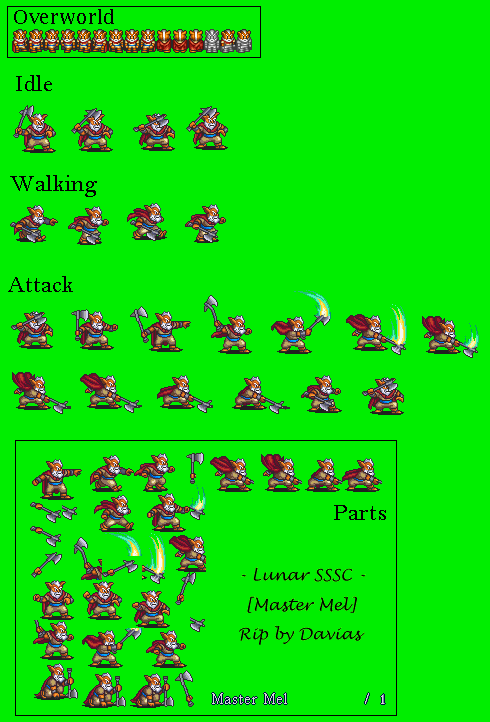 Overworld
Idle
Walking
Attack
Parts
- Lunar SSSC -
[Master Mel]
Rip by Davias
Master Mel / 1